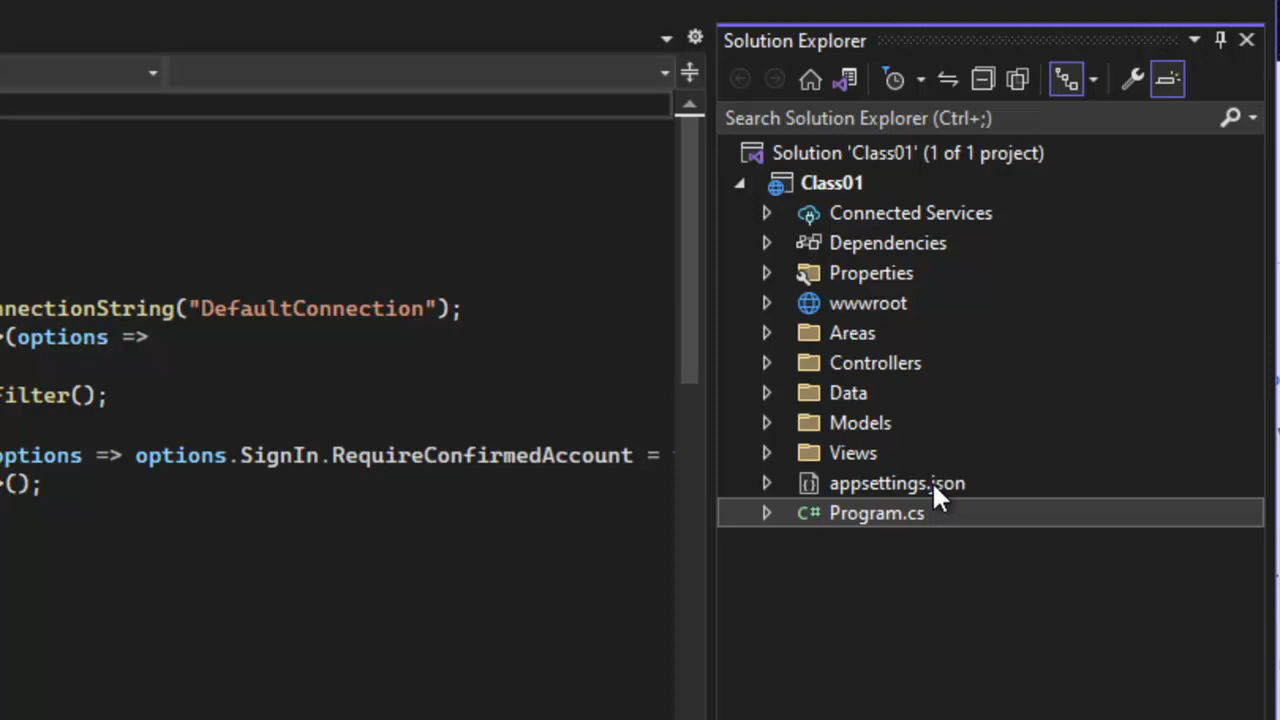 nnectionString("DefaultConnection");
>(options =>
Filter();
options => options.SignIn.RequireConfirmedAccount =
>();
Solution Explorer
Search Solution Explorer (Ctrl+;)
Solution 'Class01' (1 of 1 project)
Class01
Connected Services
Dependencies
Properties
wwwroot
Areas
Controllers
Data
Models
Views
appsettings.json
C# Program.cs